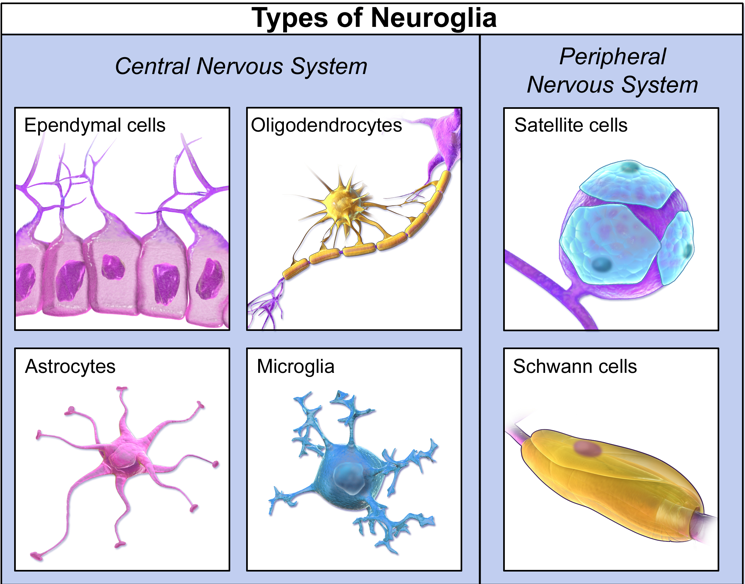 Types of Neuroglia
Central Nervous System
Peripheral
Nervous System
Ependymal cells
Oligodendrocytes
Satellite cells
Astrocytes
Microglia
Schwann cells